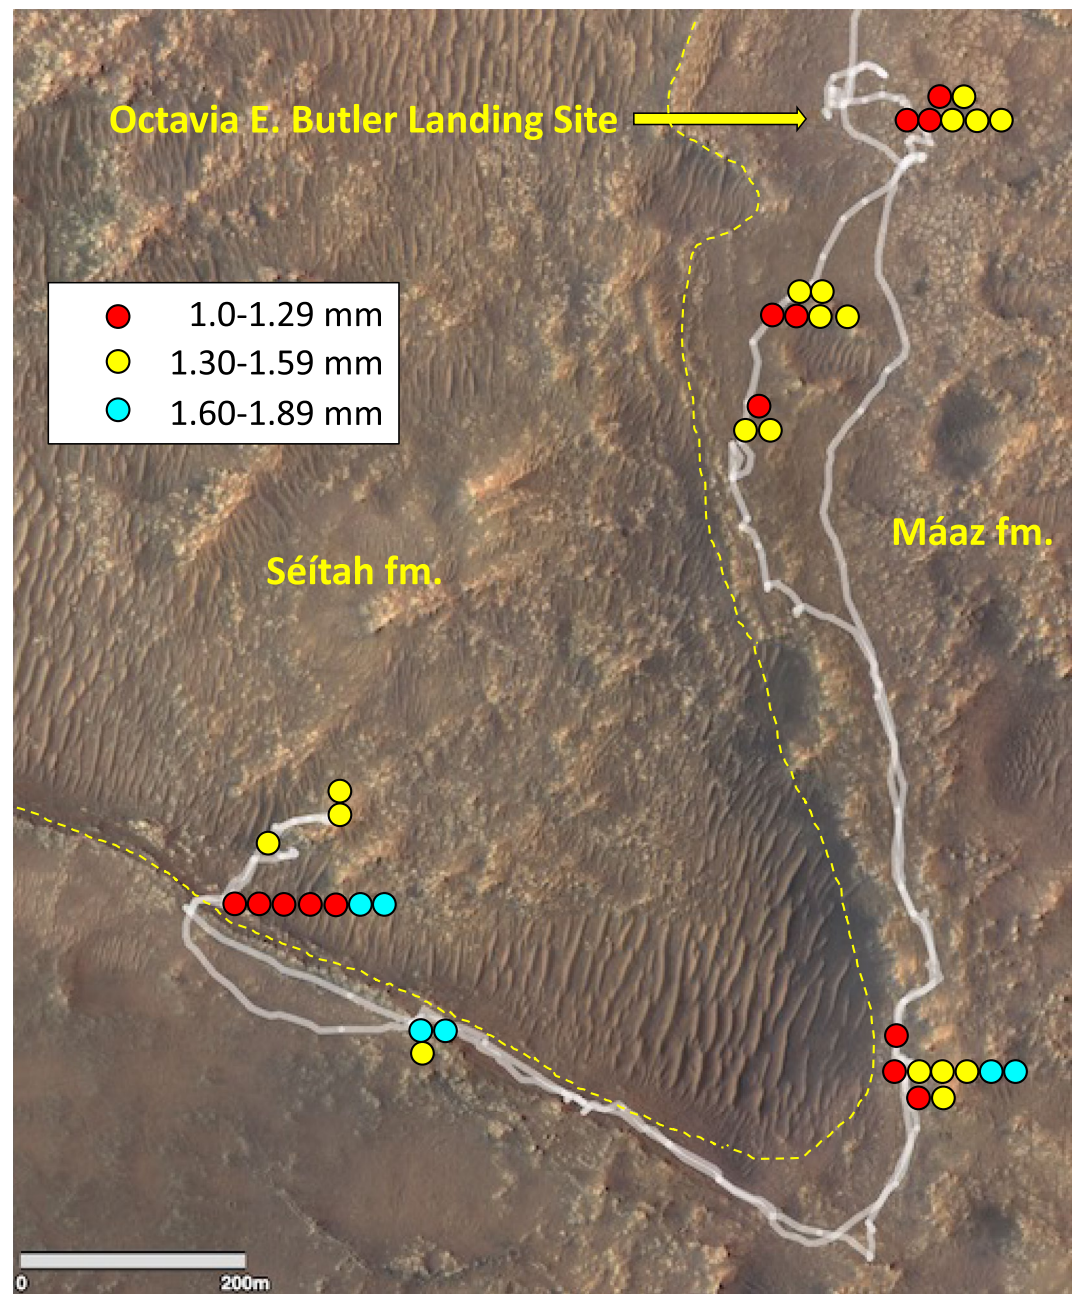 Octavia E. Butler Landing Site
1.0-1.29 mm
1.30-1.59 mm
1.60-1.89 mm
Máaz fm.
Séítah fm.
0 200m